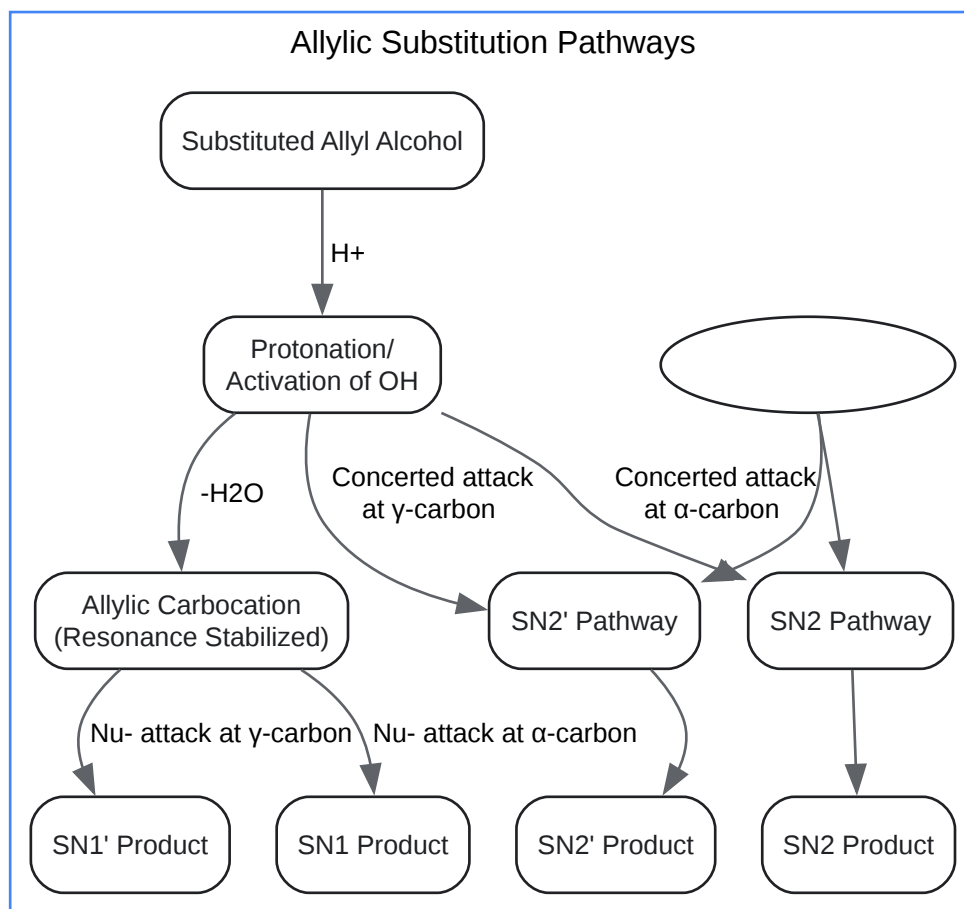 Allylic Substitution Pathways
Substituted Allyl Alcohol
H+
Protonation/
Activation of OH
-H2O
Concerted attack
at γ-carbon
Concerted attack
at α-carbon
Allylic Carbocation
(Resonance Stabilized)
SN2' Pathway
SN2 Pathway
Nu- attack at γ-carbon
Nu- attack at α-carbon
SN1' Product
SN1 Product
SN2' Product
SN2 Product